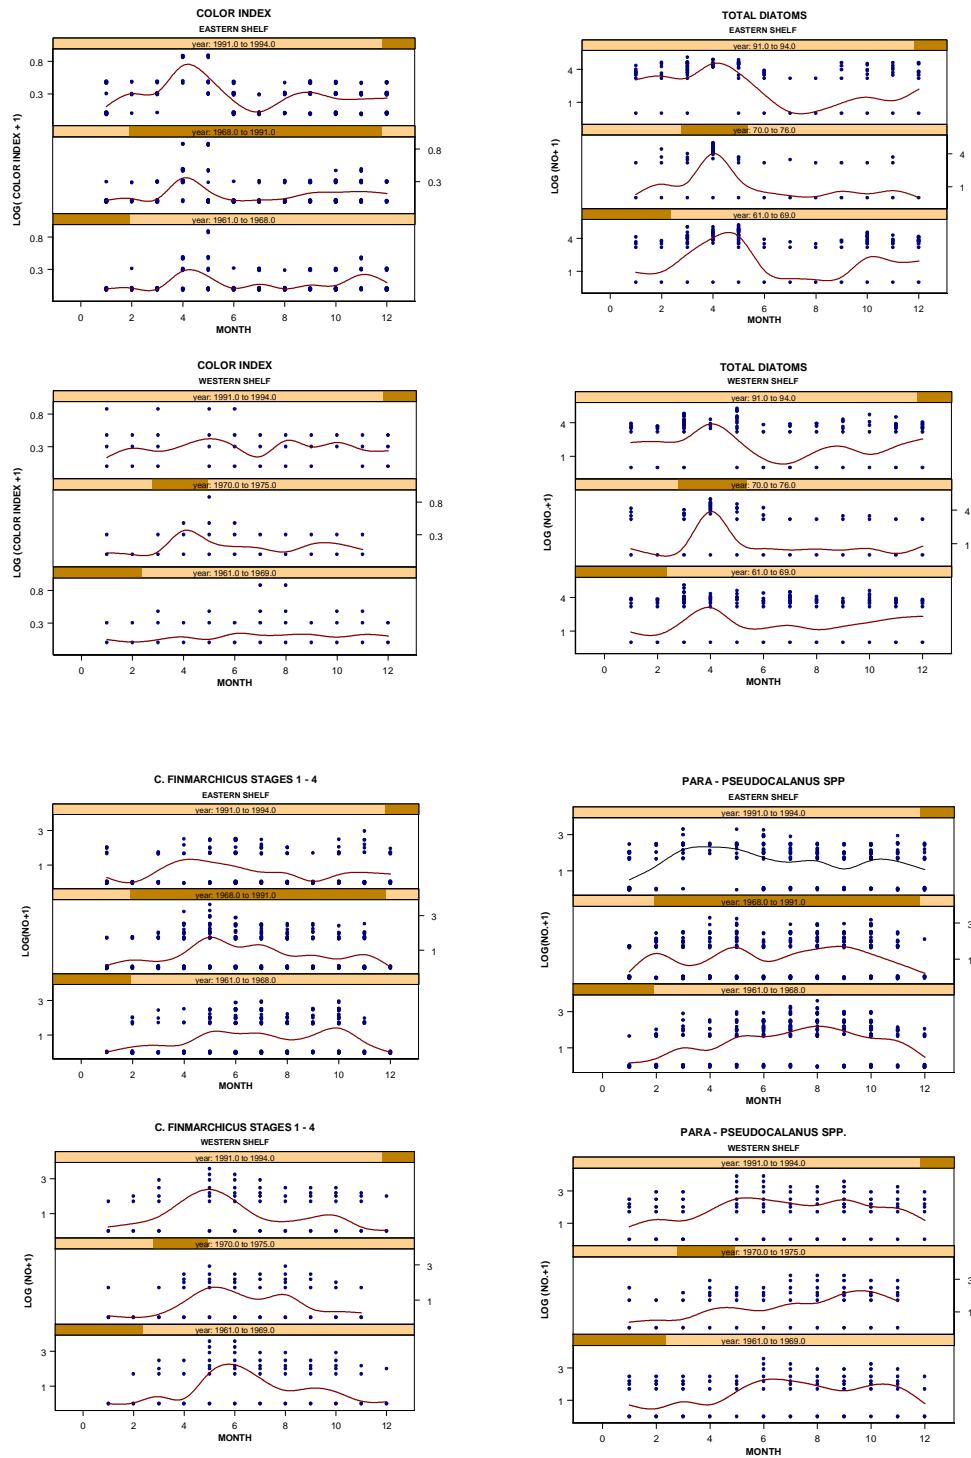 COLOR INDEX
EASTERN SHELF
year: 1991.0 to 1994.0
0.8
0.3
year: 1968.0 to 1991.0
0.8
0.3
year: 1961.0 to 1968.0
0.8
0.3
LOG( COLOR INDEX + 1)
0 2 4 6 8 10 12
MONTH
TOTAL DIATOMS
EASTERN SHELF
year: 91.0 to 94.0
4
1
year: 70.0 to 76.0
4
1
year: 61.0 to 69.0
4
1
LOG (NO+ 1)
0 2 4 6 8 10 12
MONTH
COLOR INDEX
WESTERN SHELF
year: 1991.0 to 1994.0
0.8
0.3
year: 1970.0 to 1975.0
0.8
0.3
year: 1961.0 to 1969.0
0.8
0.3
LOG (COLOR INDEX +1)
0 2 4 6 8 10 12
MONTH
TOTAL DIATOMS
WESTERN SHELF
year: 91.0 to 94.0
4
1
year: 70.0 to 76.0
4
1
year: 61.0 to 69.0
4
1
LOG (NO.+1)
0 2 4 6 8 10 12
MONTH
C. FINMARCHICUS STAGES 1 - 4
EASTERN SHELF
year: 1991.0 to 1994.0
3
1
year: 1968.0 to 1991.0
3
1
year: 1961.0 to 1968.0
3
1
LOG(NO+1)
0 2 4 6 8 10 12
MONTH
PARA - PSEUDOCALANUS SPP
EASTERN SHELF
year: 1991.0 to 1994.0
3
1
year: 1968.0 to 1991.0
3
1
year: 1961.0 to 1968.0
3
1
LOG(NO.+1)
0 2 4 6 8 10 12
MONTH
C. FINMARCHICUS STAGES 1 - 4
WESTERN SHELF
year: 1991.0 to 1994.0
3
1
year: 1970.0 to 1975.0
3
1
year: 1961.0 to 1969.0
3
1
LOG (NO+1)
0 2 4 6 8 10 12
MONTH
PARA - PSEUDOCALANUS SPP.
WESTERN SHELF
year: 1991.0 to 1994.0
3
1
year: 1970.0 to 1975.0
3
1
year: 1961.0 to 1969.0
3
1
LOG (NO.+1)
0 2 4 6 8 10 12
MONTH